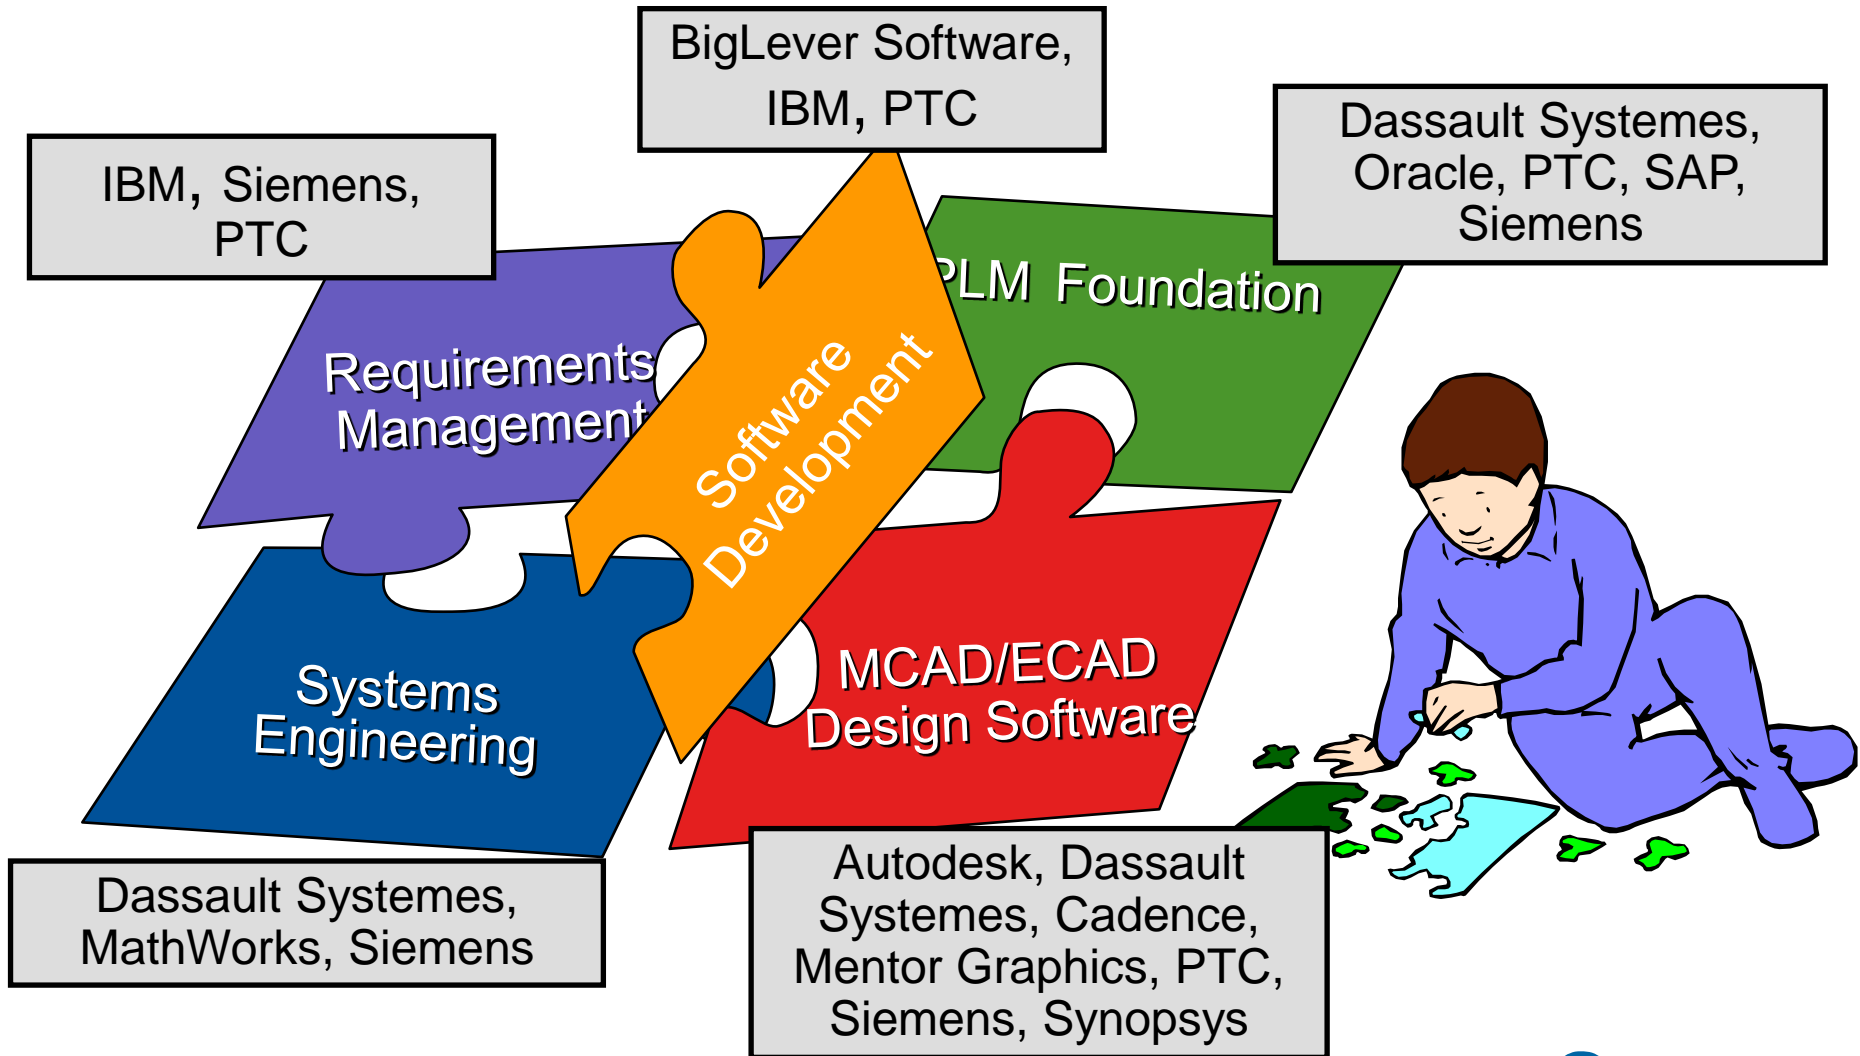 BigLever Software,
IBM, PTC
Dassault Systemes,
Oracle, PTC, SAP,
Siemens
IBM, Siemens,
PTC
PLM Foundation
Requirements
Management
Software
Development
Systems
Engineering
MCAD/ECAD
Design Software
Dassault Systemes,
MathWorks, Siemens
Autodesk, Dassault
Systemes, Cadence,
Mentor Graphics, PTC,
Siemens, Synopsys